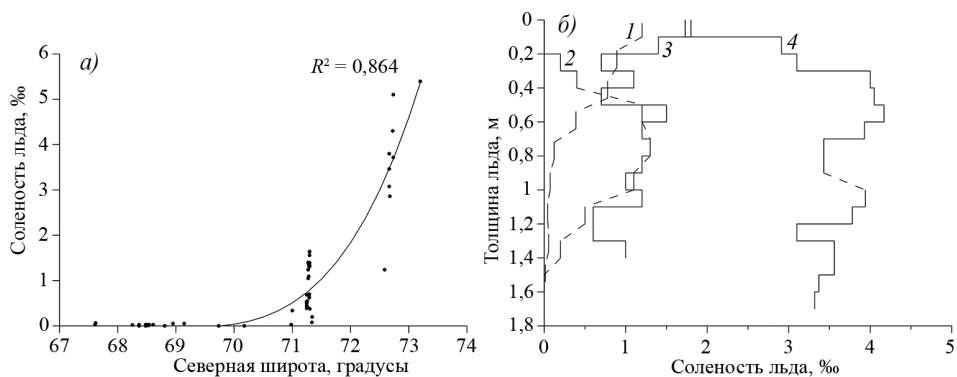 а)
R² = 0,864
Соленость льда, ‰
6
5
4
3
2
1
0
67 68 69 70 71 72 73 74
Северная широта, градусы
б)
1
2
3
4
Толщина льда, м
0
0,2
0,4
0,6
0,8
1
1,2
1,4
1,6
1,8
0 1 2 3 4 5
Соленость льда, ‰